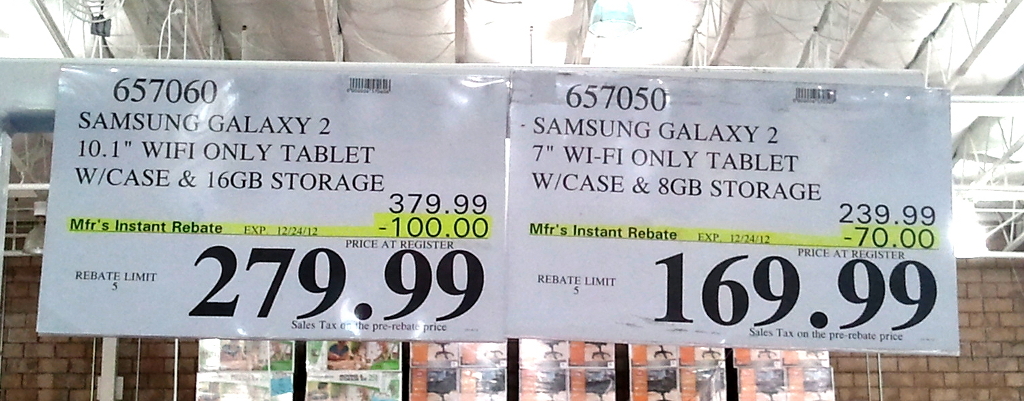 657060
SAMSUNG GALAXY 2
10.1" WIFI ONLY TABLET
W/CASE & 16GB STORAGE
379.99
Mfr's Instant Rebate EXP. 12/24/12 -100.00
PRICE AT REGISTER
REBATE LIMIT
5
279.99
Sales Tax on the pre-rebate price
657050
SAMSUNG GALAXY 2
7" WI-FI ONLY TABLET
W/CASE & 8GB STORAGE
239.99
Mfr's Instant Rebate EXP. 12/24/12 -70.00
PRICE AT REGISTER
REBATE LIMIT
5
169.99
Sales Tax on the pre-rebate price